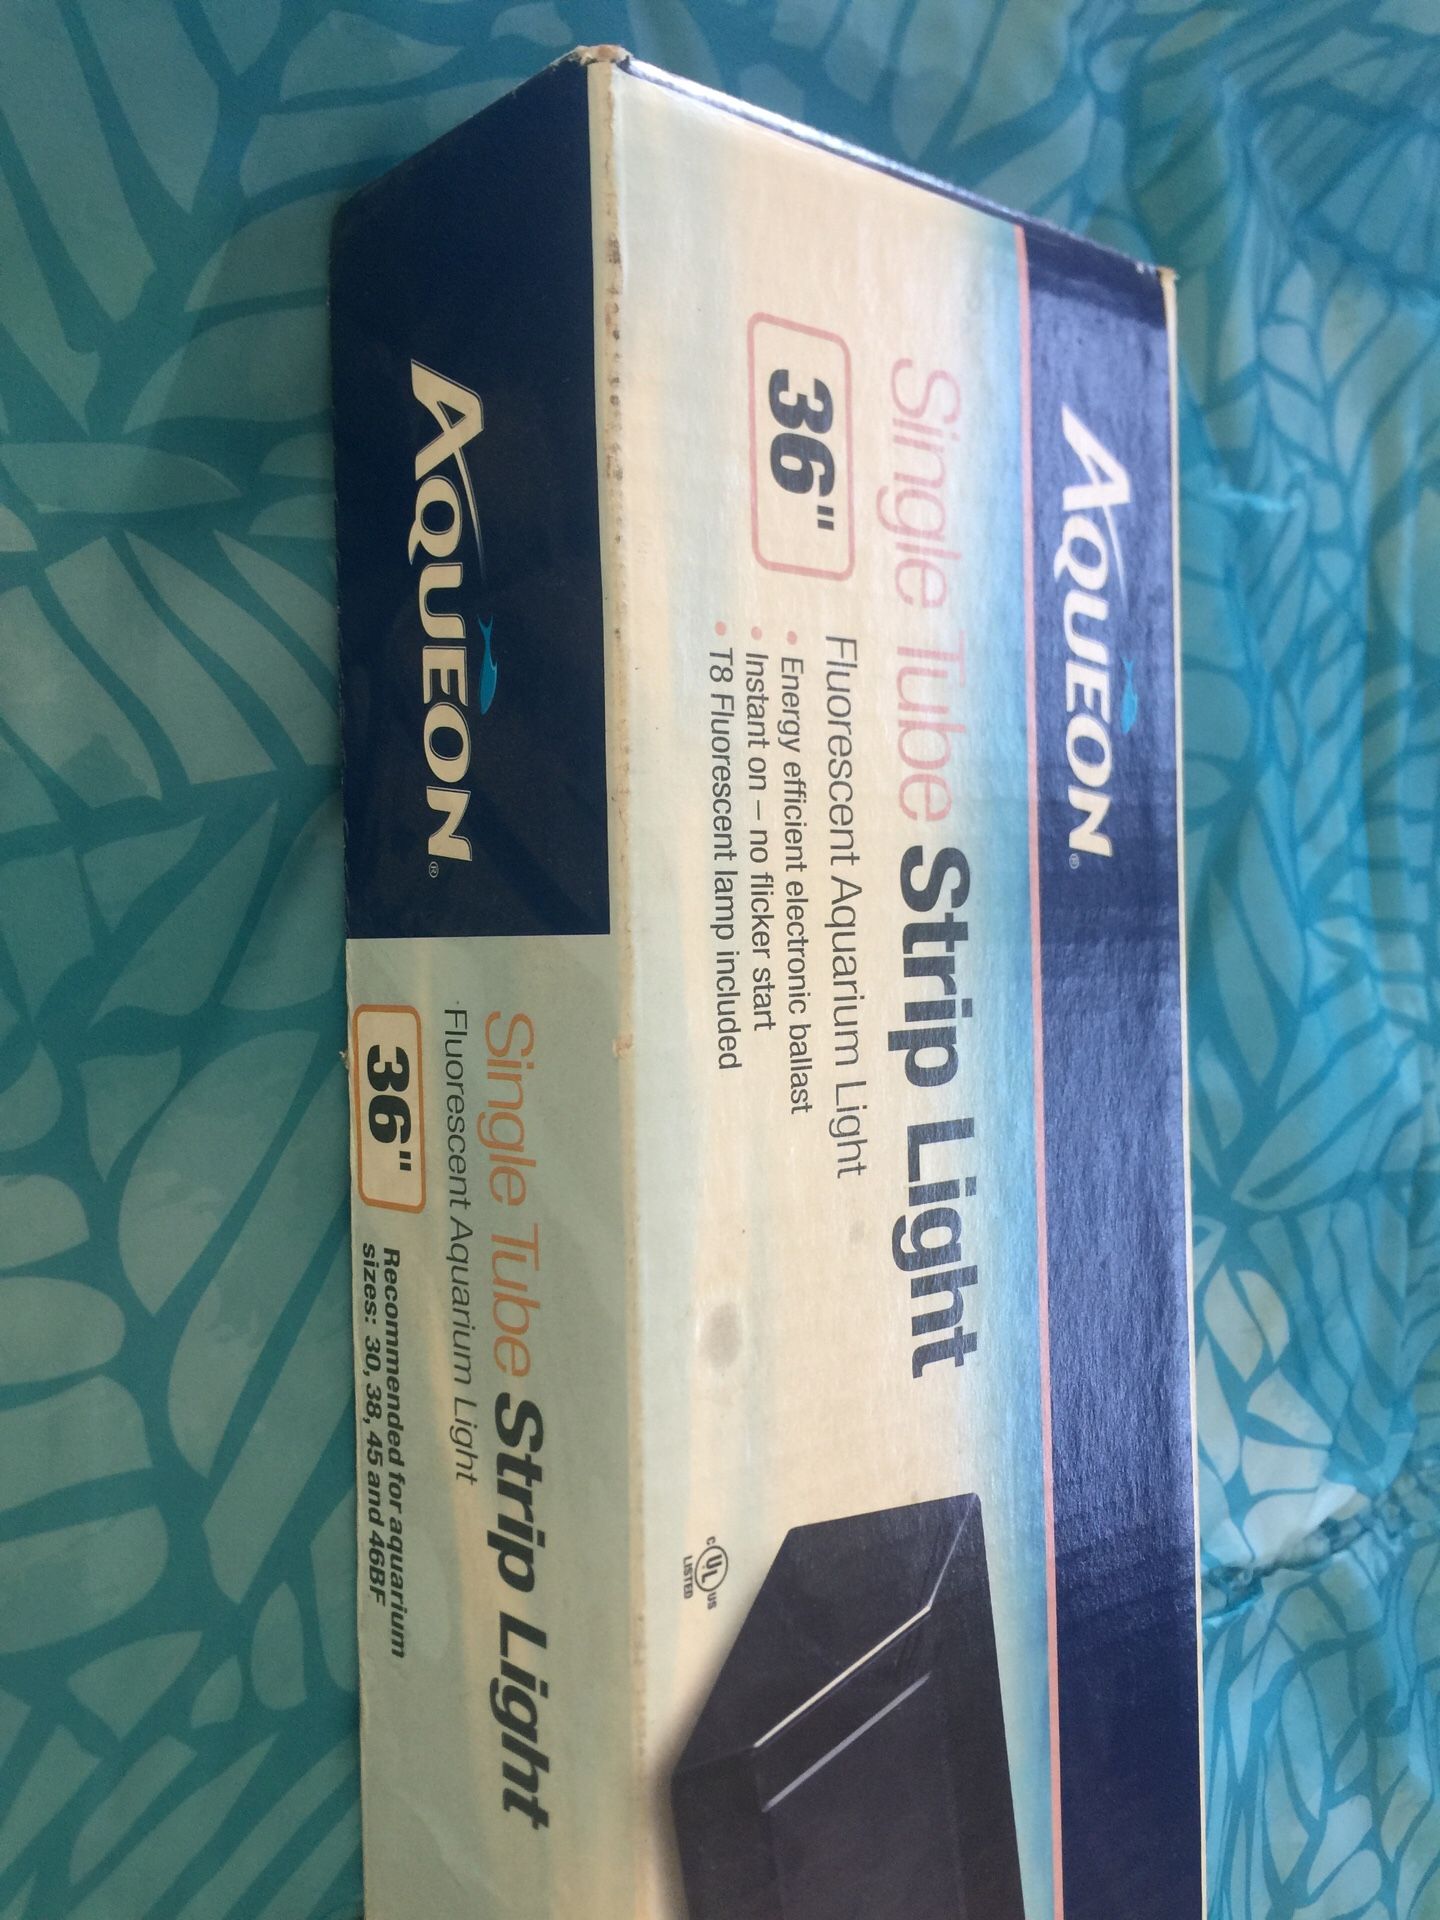 AQUEON®
Single Tube Strip Light
Fluorescent Aquarium Light
36"
• Energy efficient electronic ballast
• Instant on – no flicker start
• T8 Fluorescent lamp included
C UL US
LISTED
AQUEON®
Single Tube Strip Light
Fluorescent Aquarium Light
36"
Recommended for aquarium
sizes: 30, 38, 45 and 46BF